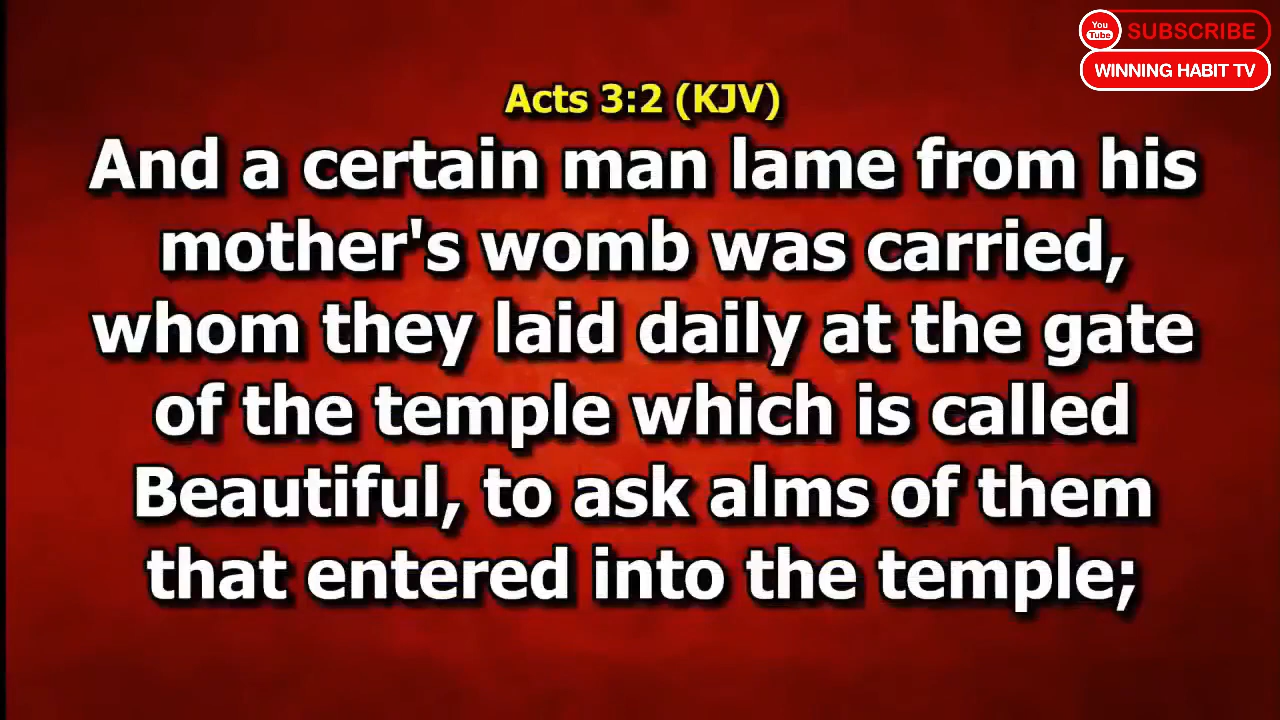 You
Tube
SUBSCRIBE
WINNING HABIT TV
Acts 3:2 (KJV)
And a certain man lame from his
mother's womb was carried,
whom they laid daily at the gate
of the temple which is called
Beautiful, to ask alms of them
that entered into the temple;